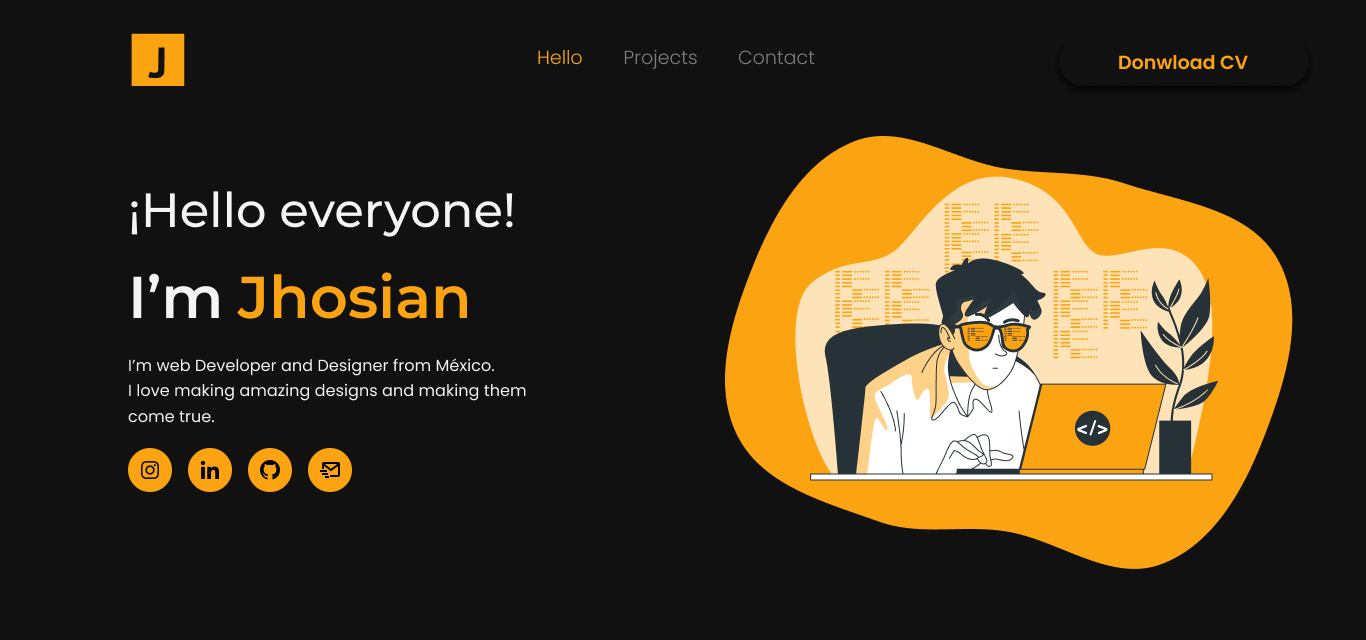 J
Hello
Projects
Contact
Donwload CV
¡Hello everyone!
I’m Jhosian
I’m web Developer and Designer from México.
I love making amazing designs and making them
come true.
in
</>